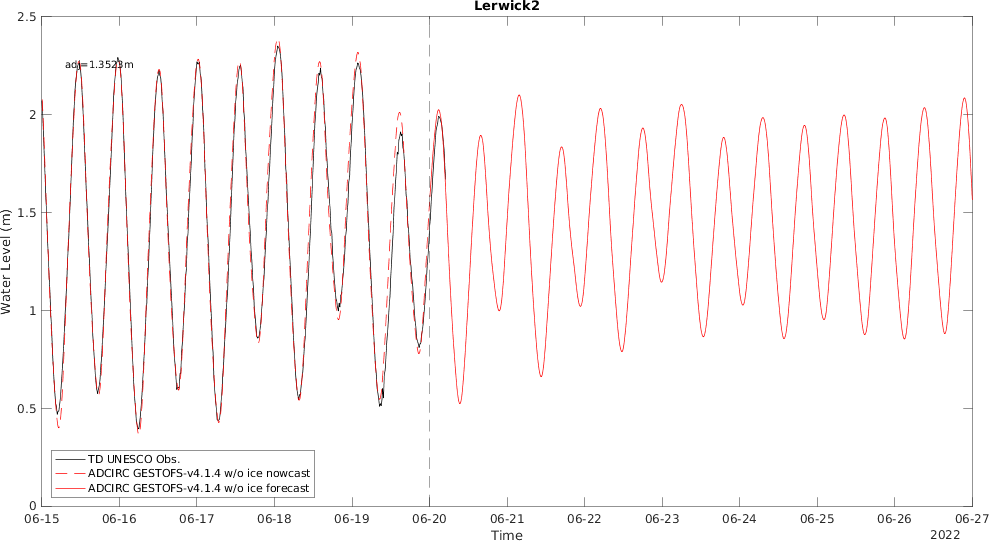 Lerwick2
2.5
adj=1.3523m
2
1.5
Water Level (m)
1
0.5
TD UNESCO Obs.
ADCIRC GESTOFS-v4.1.4 w/o ice nowcast
ADCIRC GESTOFS-v4.1.4 w/o ice forecast
0
06-15 06-16 06-17 06-18 06-19 06-20 06-21 06-22 06-23 06-24 06-25 06-26 06-27
Time
2022